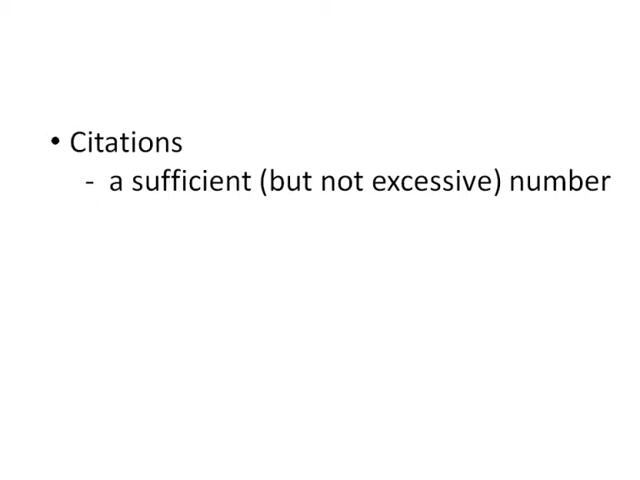 • Citations
- a sufficient (but not excessive) number